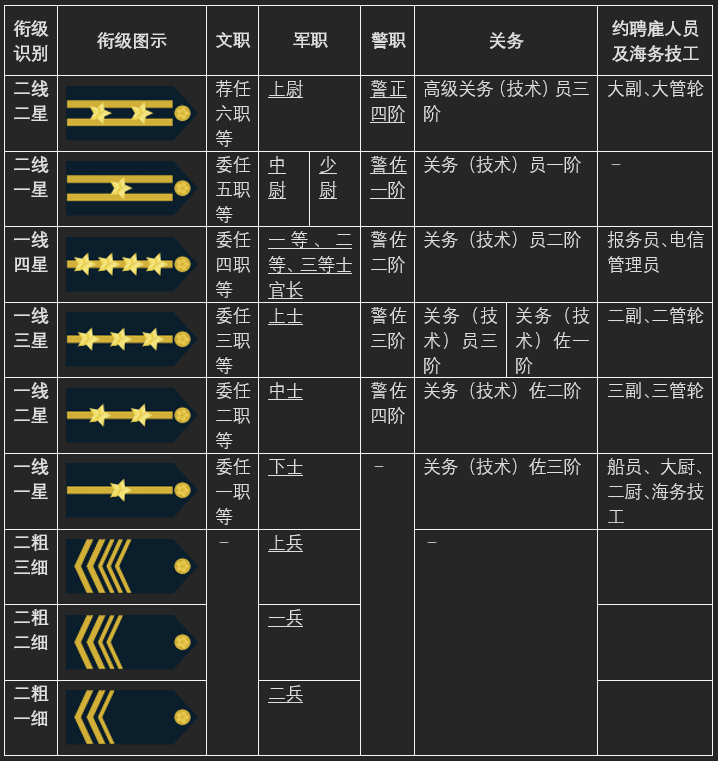 衔级
识别
衔级图示
文职
军职
警职
关务
约聘雇人员
及海务技工
二线
二星
荐任
六职
等
上尉
警正
四阶
高级关务（技术）员三
阶
大副、大管轮
二线
一星
委任
五职
等
中
尉
少
尉
警佐
一阶
关务（技术）员一阶
–
一线
四星
委任
四职
等
一等、二
等、三等士
官长
警佐
二阶
关务（技术）员二阶
报务员、电信
管理员
一线
三星
委任
三职
等
上士
警佐
三阶
关务（技
术）员三
阶
关务（技
术）佐一
阶
二副、二管轮
一线
二星
委任
二职
等
中士
警佐
四阶
关务（技术）佐二阶
三副、三管轮
一线
一星
委任
一职
等
下士
–
关务（技术）佐三阶
船员、大厨、
二厨、海务技
工
二粗
三细
–
上兵
–
二粗
二细
一兵
二粗
一细
二兵